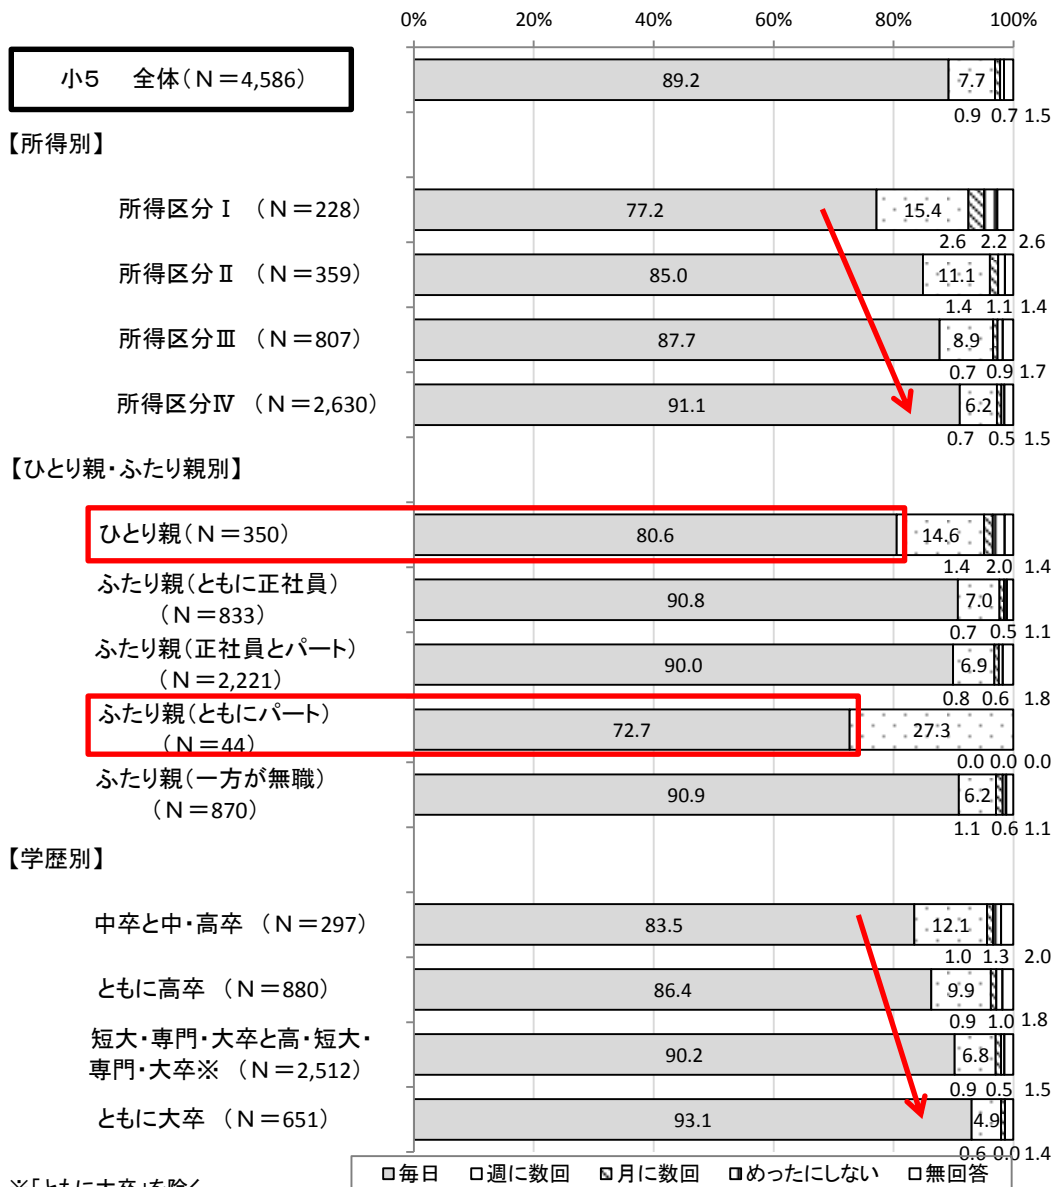 0% 20% 40% 60% 80% 100%
小5 全体(N=4,586) 89.2 7.7
0.9 0.7 1.5
【所得別】
所得区分Ⅰ (N=228) 77.2 15.4
2.6 2.2 2.6
所得区分Ⅱ (N=359) 85.0 11.1
1.4 1.1 1.4
所得区分Ⅲ (N=807) 87.7 8.9
0.7 0.9 1.7
所得区分Ⅳ (N=2,630) 91.1 6.2
0.7 0.5 1.5
【ひとり親・ふたり親別】
ひとり親(N=350) 80.6 14.6
1.4 2.0 1.4
ふたり親(ともに正社員)
(N=833) 90.8 7.0
0.7 0.5 1.1
ふたり親(正社員とパート)
(N=2,221) 90.0 6.9
0.8 0.6 1.8
ふたり親(ともにパート)
(N=44) 72.7 27.3
0.0 0.0 0.0
ふたり親(一方が無職)
(N=870) 90.9 6.2
1.1 0.6 1.1
【学歴別】
中卒と中・高卒 (N=297) 83.5 12.1
1.0 1.3 2.0
ともに高卒 (N=880) 86.4 9.9
0.9 1.0 1.8
短大・専門・大卒と高・短大・
専門・大卒※ (N=2,512) 90.2 6.8
0.9 0.5 1.5
ともに大卒 (N=651) 93.1 4.9
0.6 0.0 1.4
毎日 週に数回 月に数回 めったにしない 無回答
※「ともに大卒」を除く